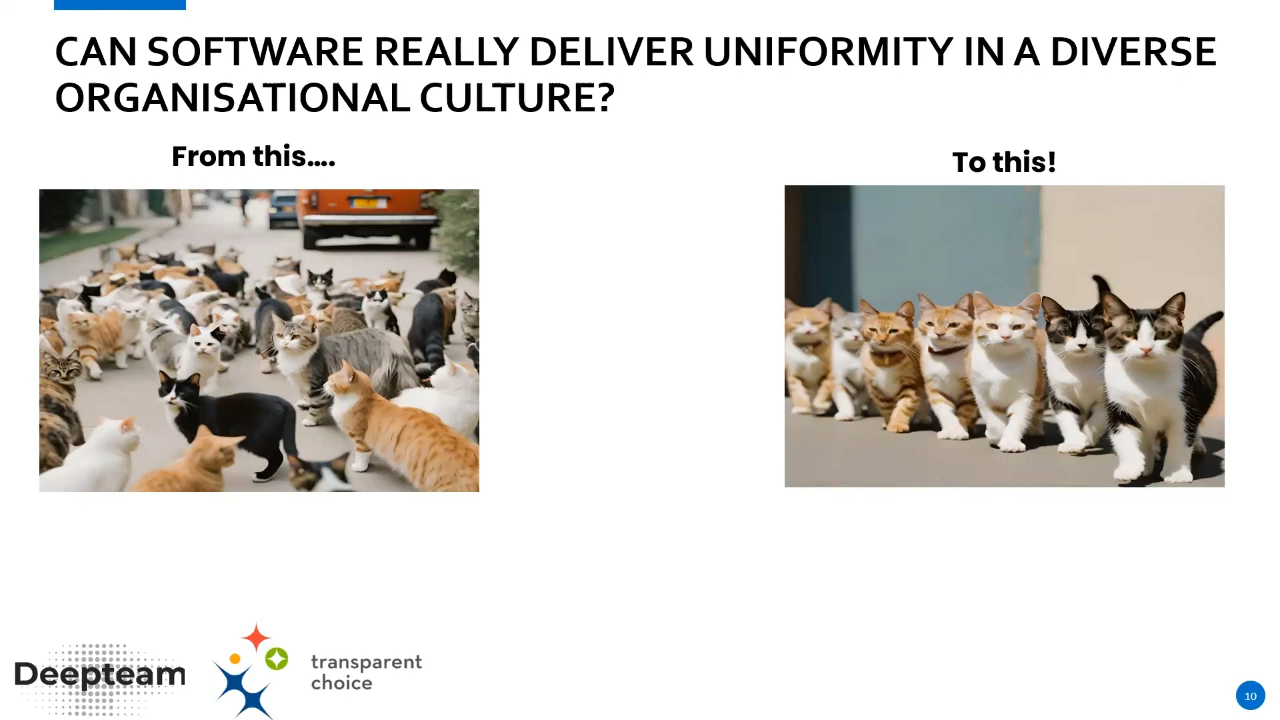 CAN SOFTWARE REALLY DELIVER UNIFORMITY IN A DIVERSE
ORGANISATIONAL CULTURE?
From this....
To this!
Deepteam
transparent
choice
10